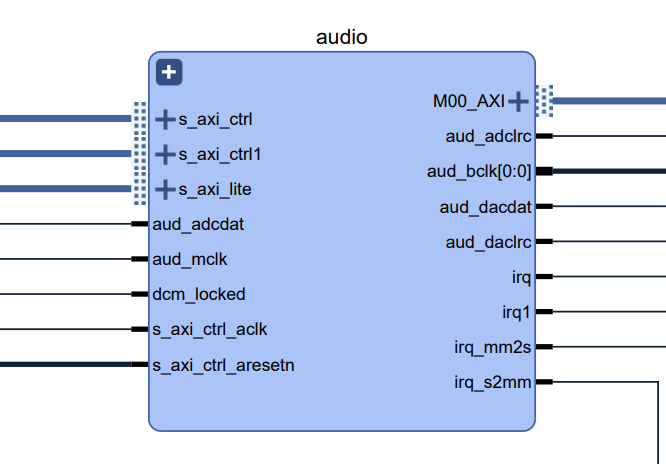 audio
s_axi_ctrl
s_axi_ctrl1
s_axi_lite
aud_adcdat
aud_mclk
dcm_locked
s_axi_ctrl_aclk
s_axi_ctrl_aresetn
M00_AXI
aud_adclrc
aud_bclk[0:0]
aud_dacdat
aud_daclrc
irq
irq1
irq_mm2s
irq_s2mm